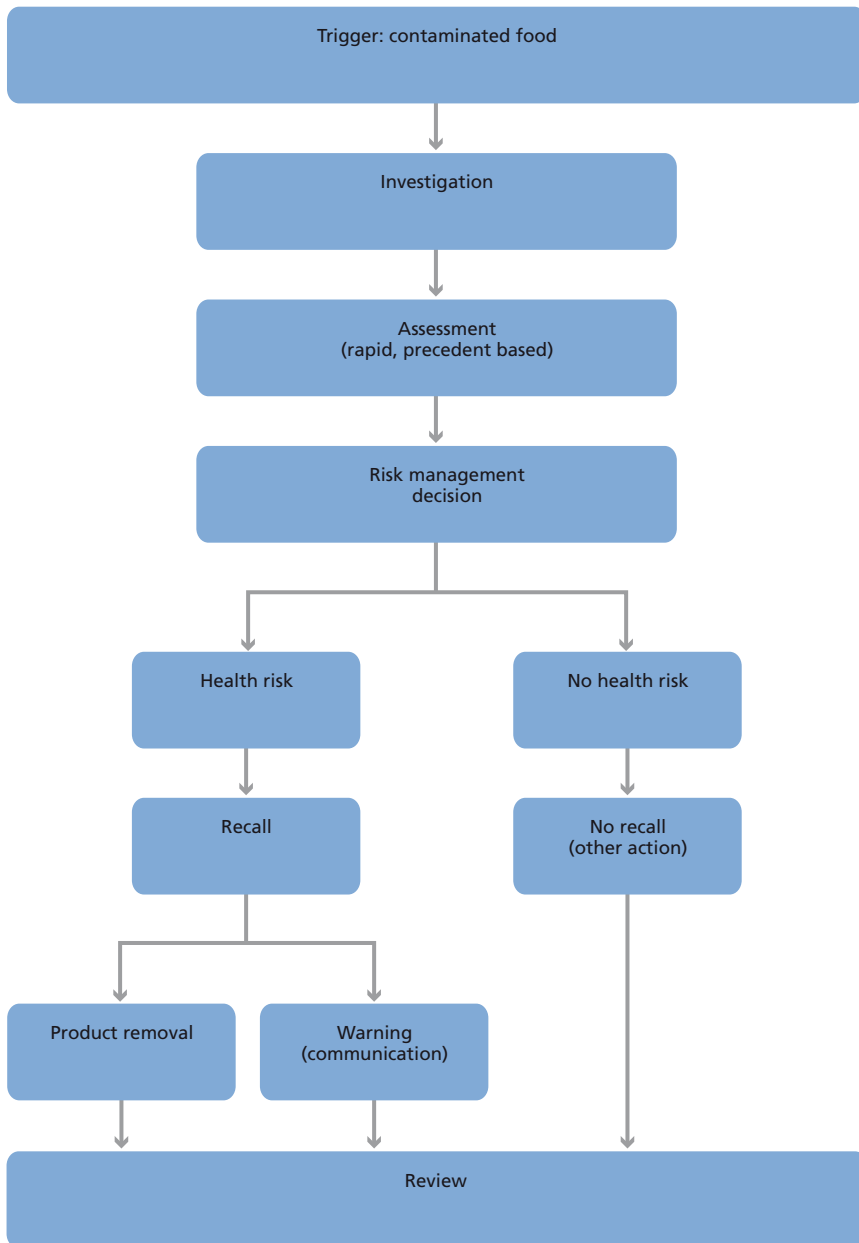 Trigger: contaminated food
Investigation
Assessment
(rapid, precedent based)
Risk management
decision
Health risk
No health risk
Recall
No recall
(other action)
Product removal
Warning
(communication)
Review